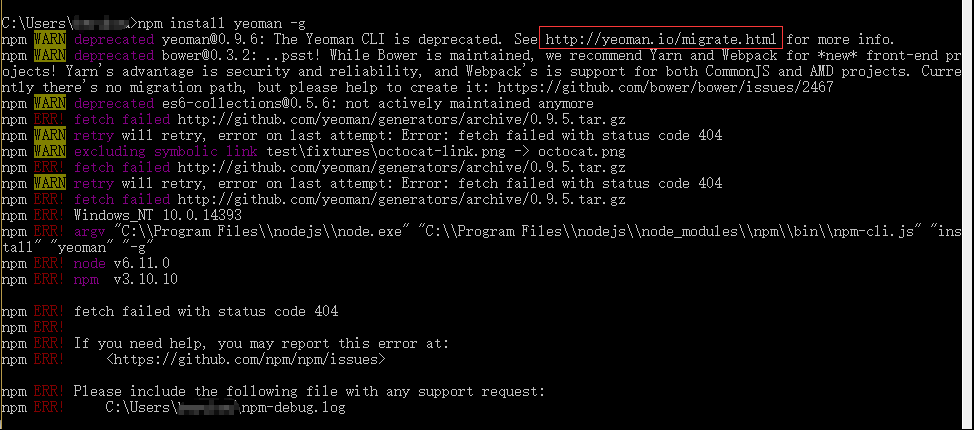 C:\Users\>npm install yeoman -g
npm WARN deprecated yeoman@0.9.6: The Yeoman CLI is deprecated. See http://yeoman.io/migrate.html for more info.
npm WARN deprecated bower@0.3.2: ..psst! While Bower is maintained, we recommend Yarn and Webpack for *new* front-end pr
ojects! Yarn's advantage is security and reliability, and Webpack's is support for both CommonJS and AMD projects. Curre
ntly there's no migration path, but please help to create it: https://github.com/bower/bower/issues/2467
npm WARN deprecated es6-collections@0.5.6: not actively maintained anymore
npm ERR! fetch failed http://github.com/yeoman/generators/archive/0.9.5.tar.gz
npm WARN retry will retry, error on last attempt: Error: fetch failed with status code 404
npm WARN excluding symbolic link test\fixtures\octocat-link.png -> octocat.png
npm ERR! fetch failed http://github.com/yeoman/generators/archive/0.9.5.tar.gz
npm WARN retry will retry, error on last attempt: Error: fetch failed with status code 404
npm ERR! fetch failed http://github.com/yeoman/generators/archive/0.9.5.tar.gz
npm ERR! Windows_NT 10.0.14393
npm ERR! argv "C:\\Program Files\\nodejs\\node.exe" "C:\\Program Files\\nodejs\\node_modules\\npm\\bin\\npm-cli.js" "ins
tall" "yeoman" "-g"
npm ERR! node v6.11.0
npm ERR! npm  v3.10.10
npm ERR! fetch failed with status code 404
npm ERR!
npm ERR! If you need help, you may report this error at:
npm ERR!     <https://github.com/npm/npm/issues>
npm ERR! Please include the following file with any support request:
npm ERR!     C:\Users\\npm-debug.log